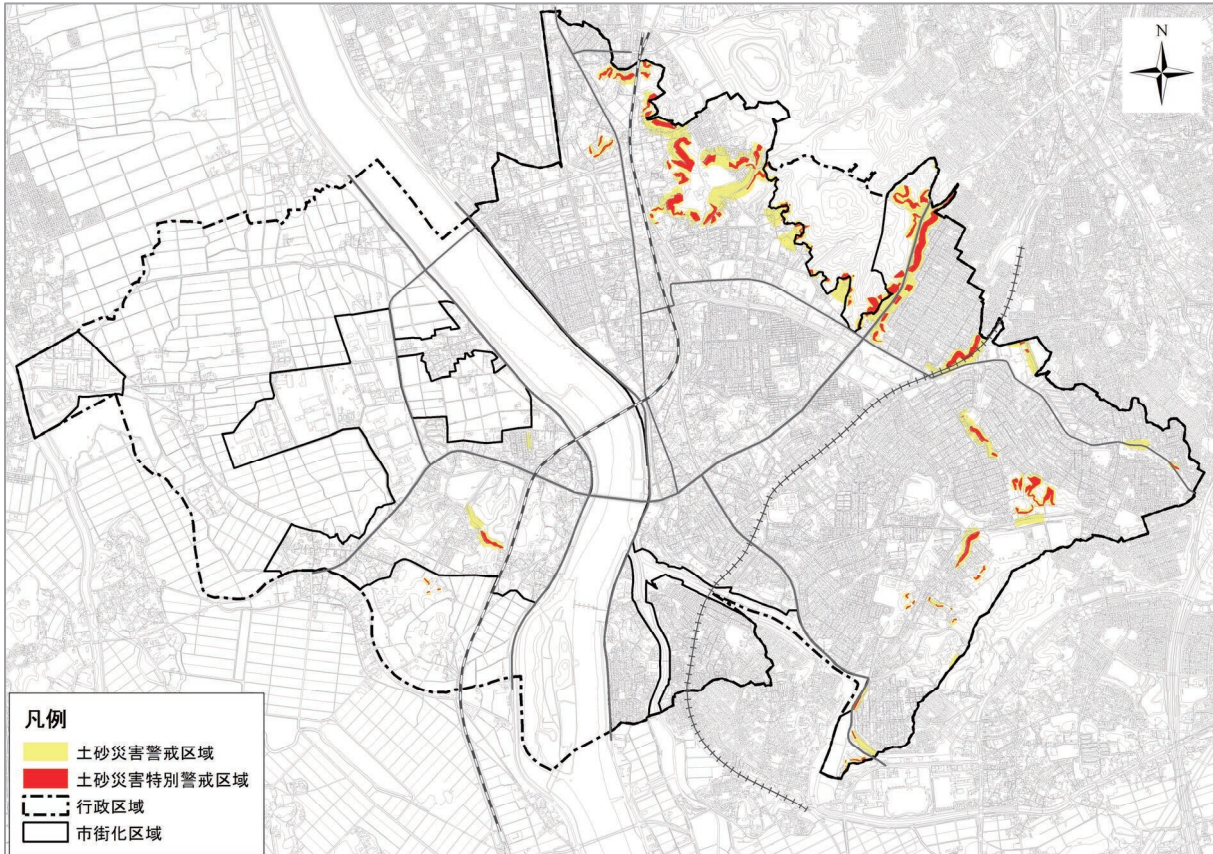 N
凡例
土砂災害警戒区域
土砂災害特別警戒区域
行政区域
市街化区域